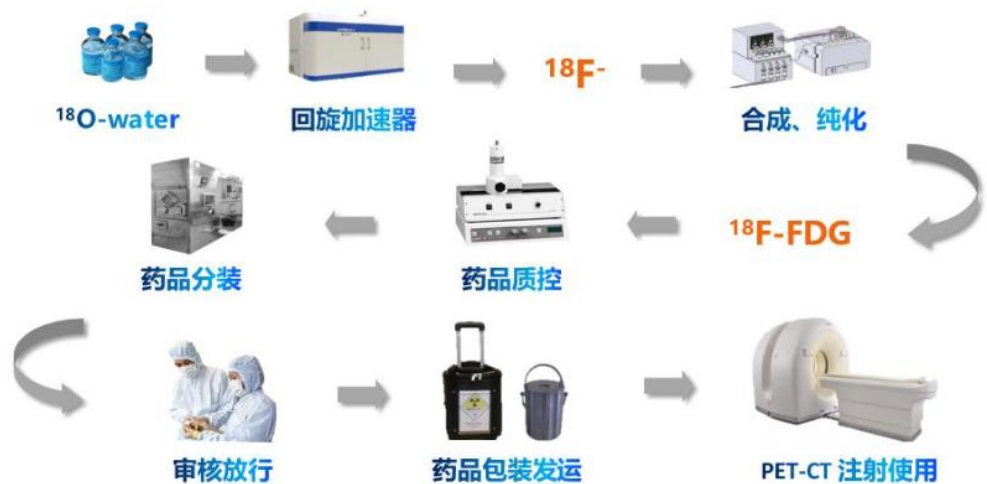 ¹⁸O-water
回旋加速器
¹⁸F⁻
合成、纯化
¹⁸F-FDG
药品质控
药品分装
审核放行
药品包装发运
PET-CT 注射使用